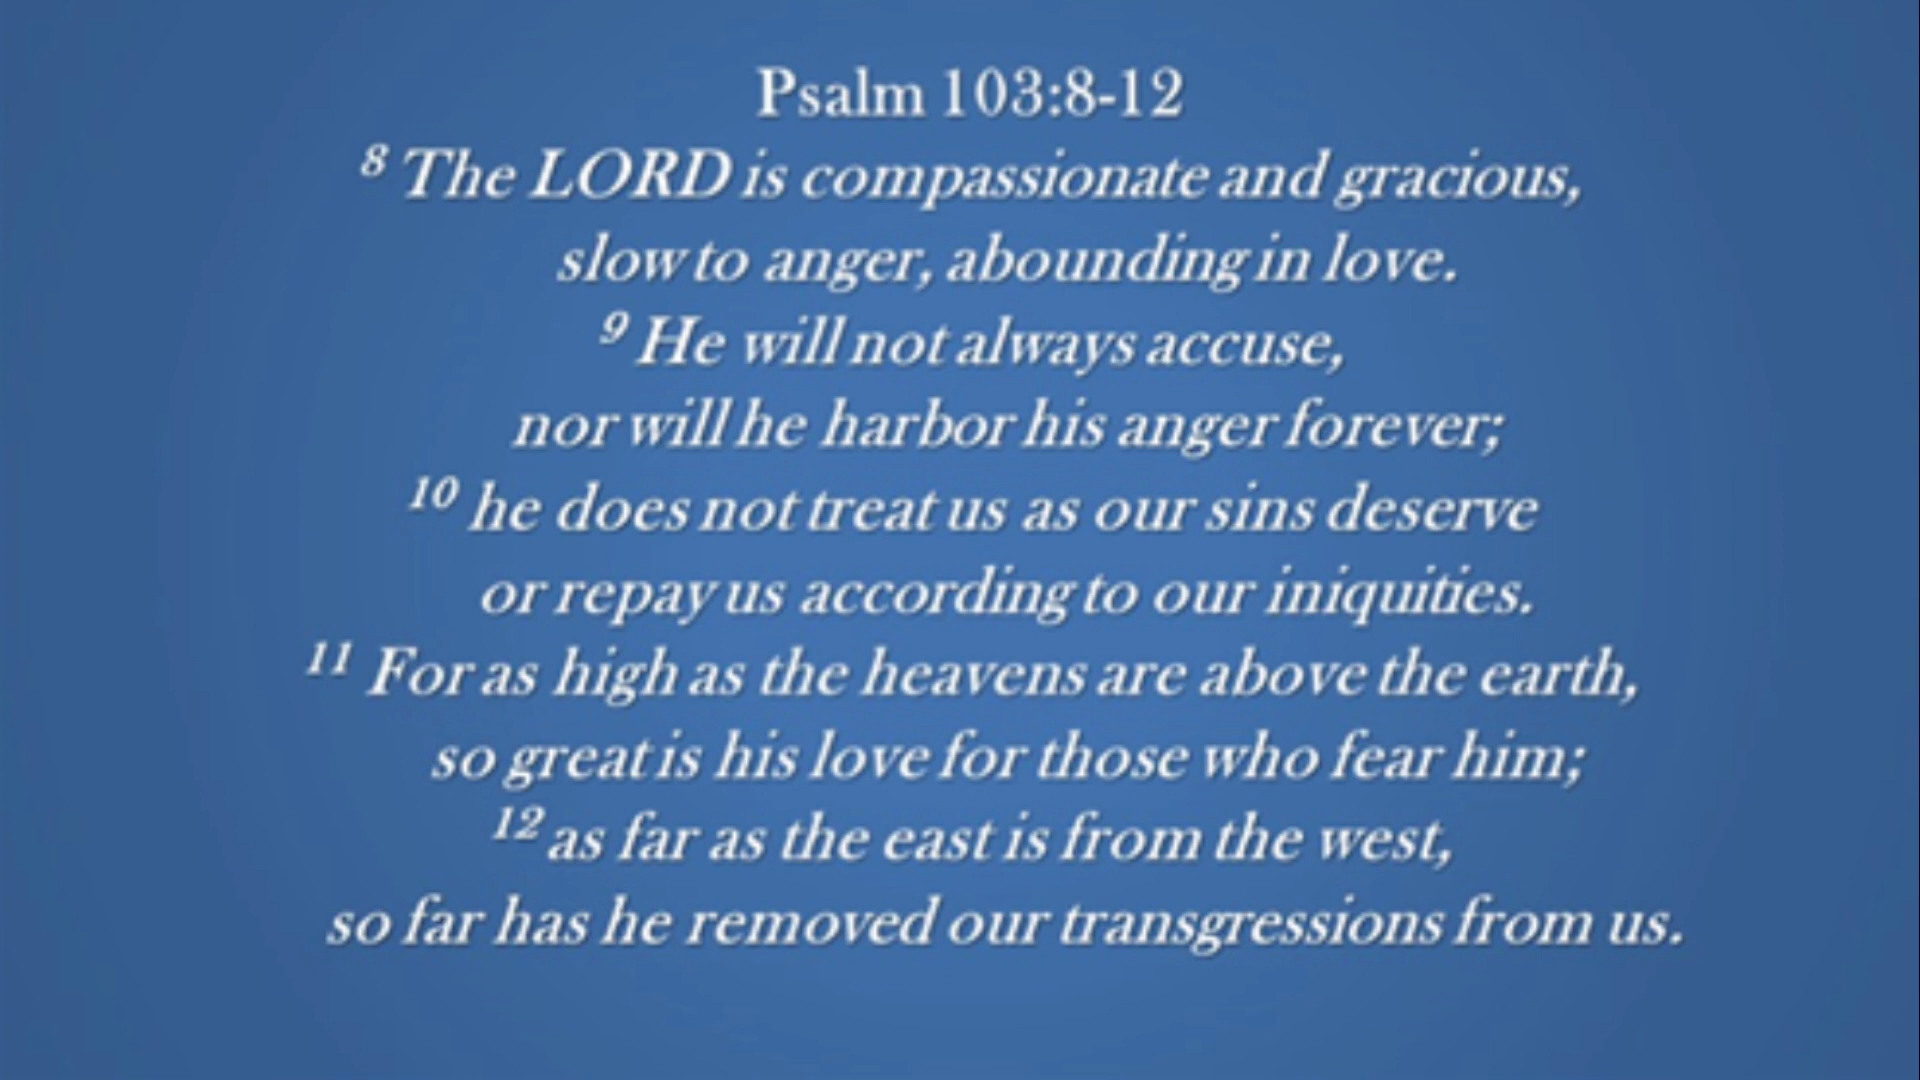 Psalm 103:8-12
8 The LORD is compassionate and gracious,
slow to anger, abounding in love.
9 He will not always accuse,
nor will he harbor his anger forever;
10 he does not treat us as our sins deserve
or repay us according to our iniquities.
11 For as high as the heavens are above the earth,
so great is his love for those who fear him;
12 as far as the east is from the west,
so far has he removed our transgressions from us.